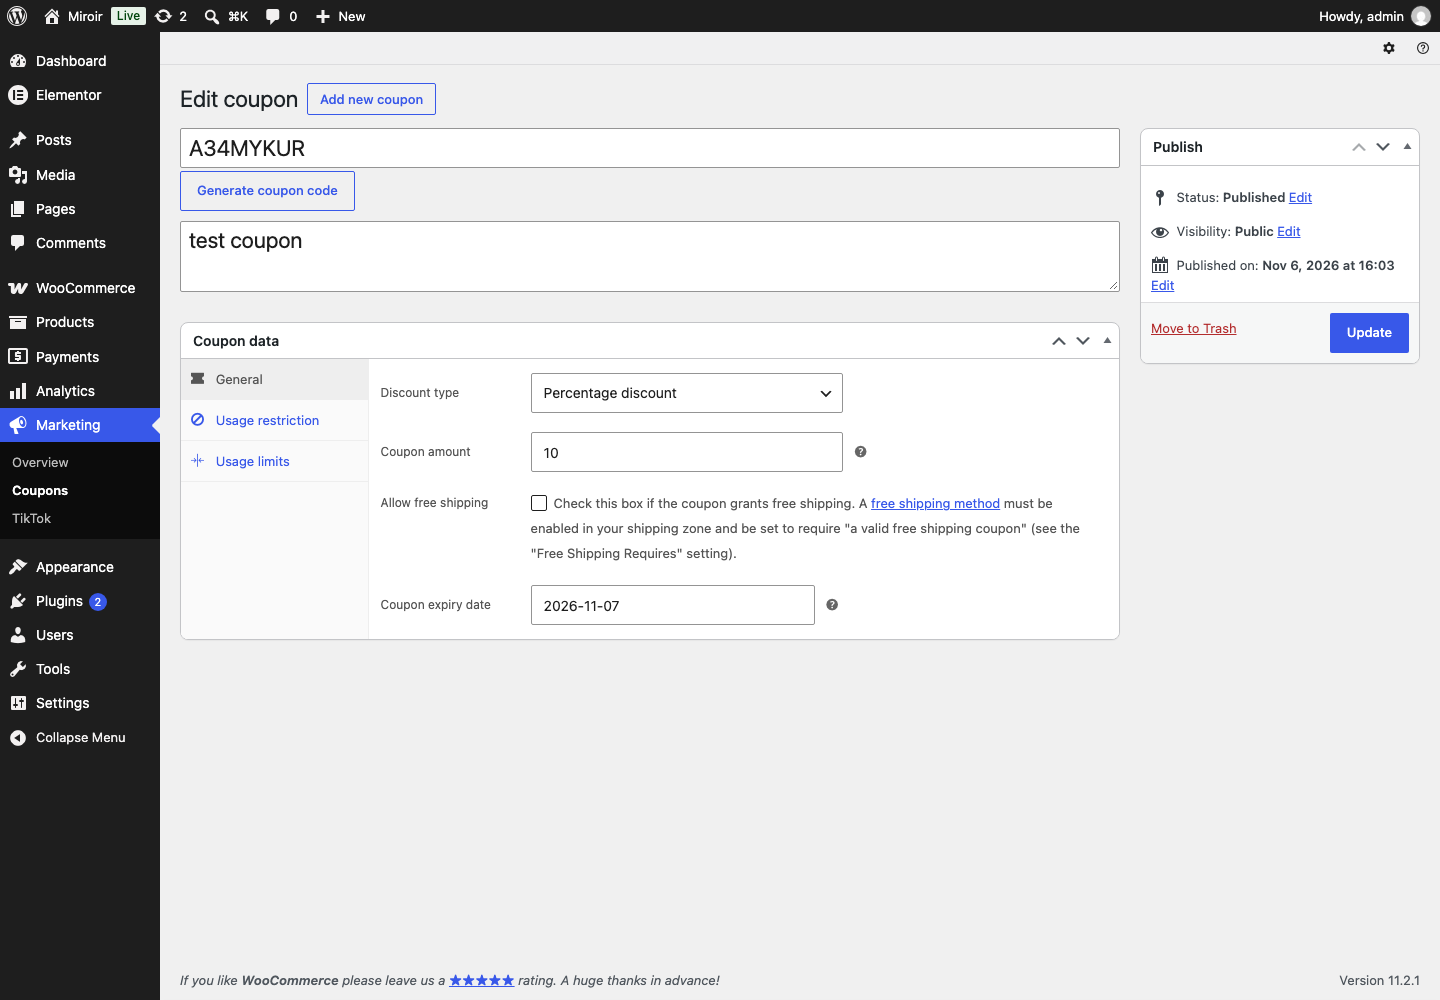 Miroir Live 2 ⌘K 0 New Howdy, admin
Dashboard
Elementor
Posts
Media
Pages
Comments
WooCommerce
Products
Payments
Analytics
Marketing
Overview
Coupons
TikTok
Appearance
Plugins 2
Users
Tools
Settings
Collapse Menu
Edit coupon Add new coupon
A34MYKUR
Generate coupon code
test coupon
Coupon data
General
Usage restriction
Usage limits
Discount type Percentage discount
Coupon amount 10
Allow free shipping Check this box if the coupon grants free shipping. A free shipping method must be
enabled in your shipping zone and be set to require "a valid free shipping coupon" (see the
"Free Shipping Requires" setting).
Coupon expiry date 2026-11-07
Publish
Status: Published Edit
Visibility: Public Edit
Published on: Nov 6, 2026 at 16:03
Edit
Move to Trash Update
If you like WooCommerce please leave us a ★★★★★ rating. A huge thanks in advance! Version 11.2.1